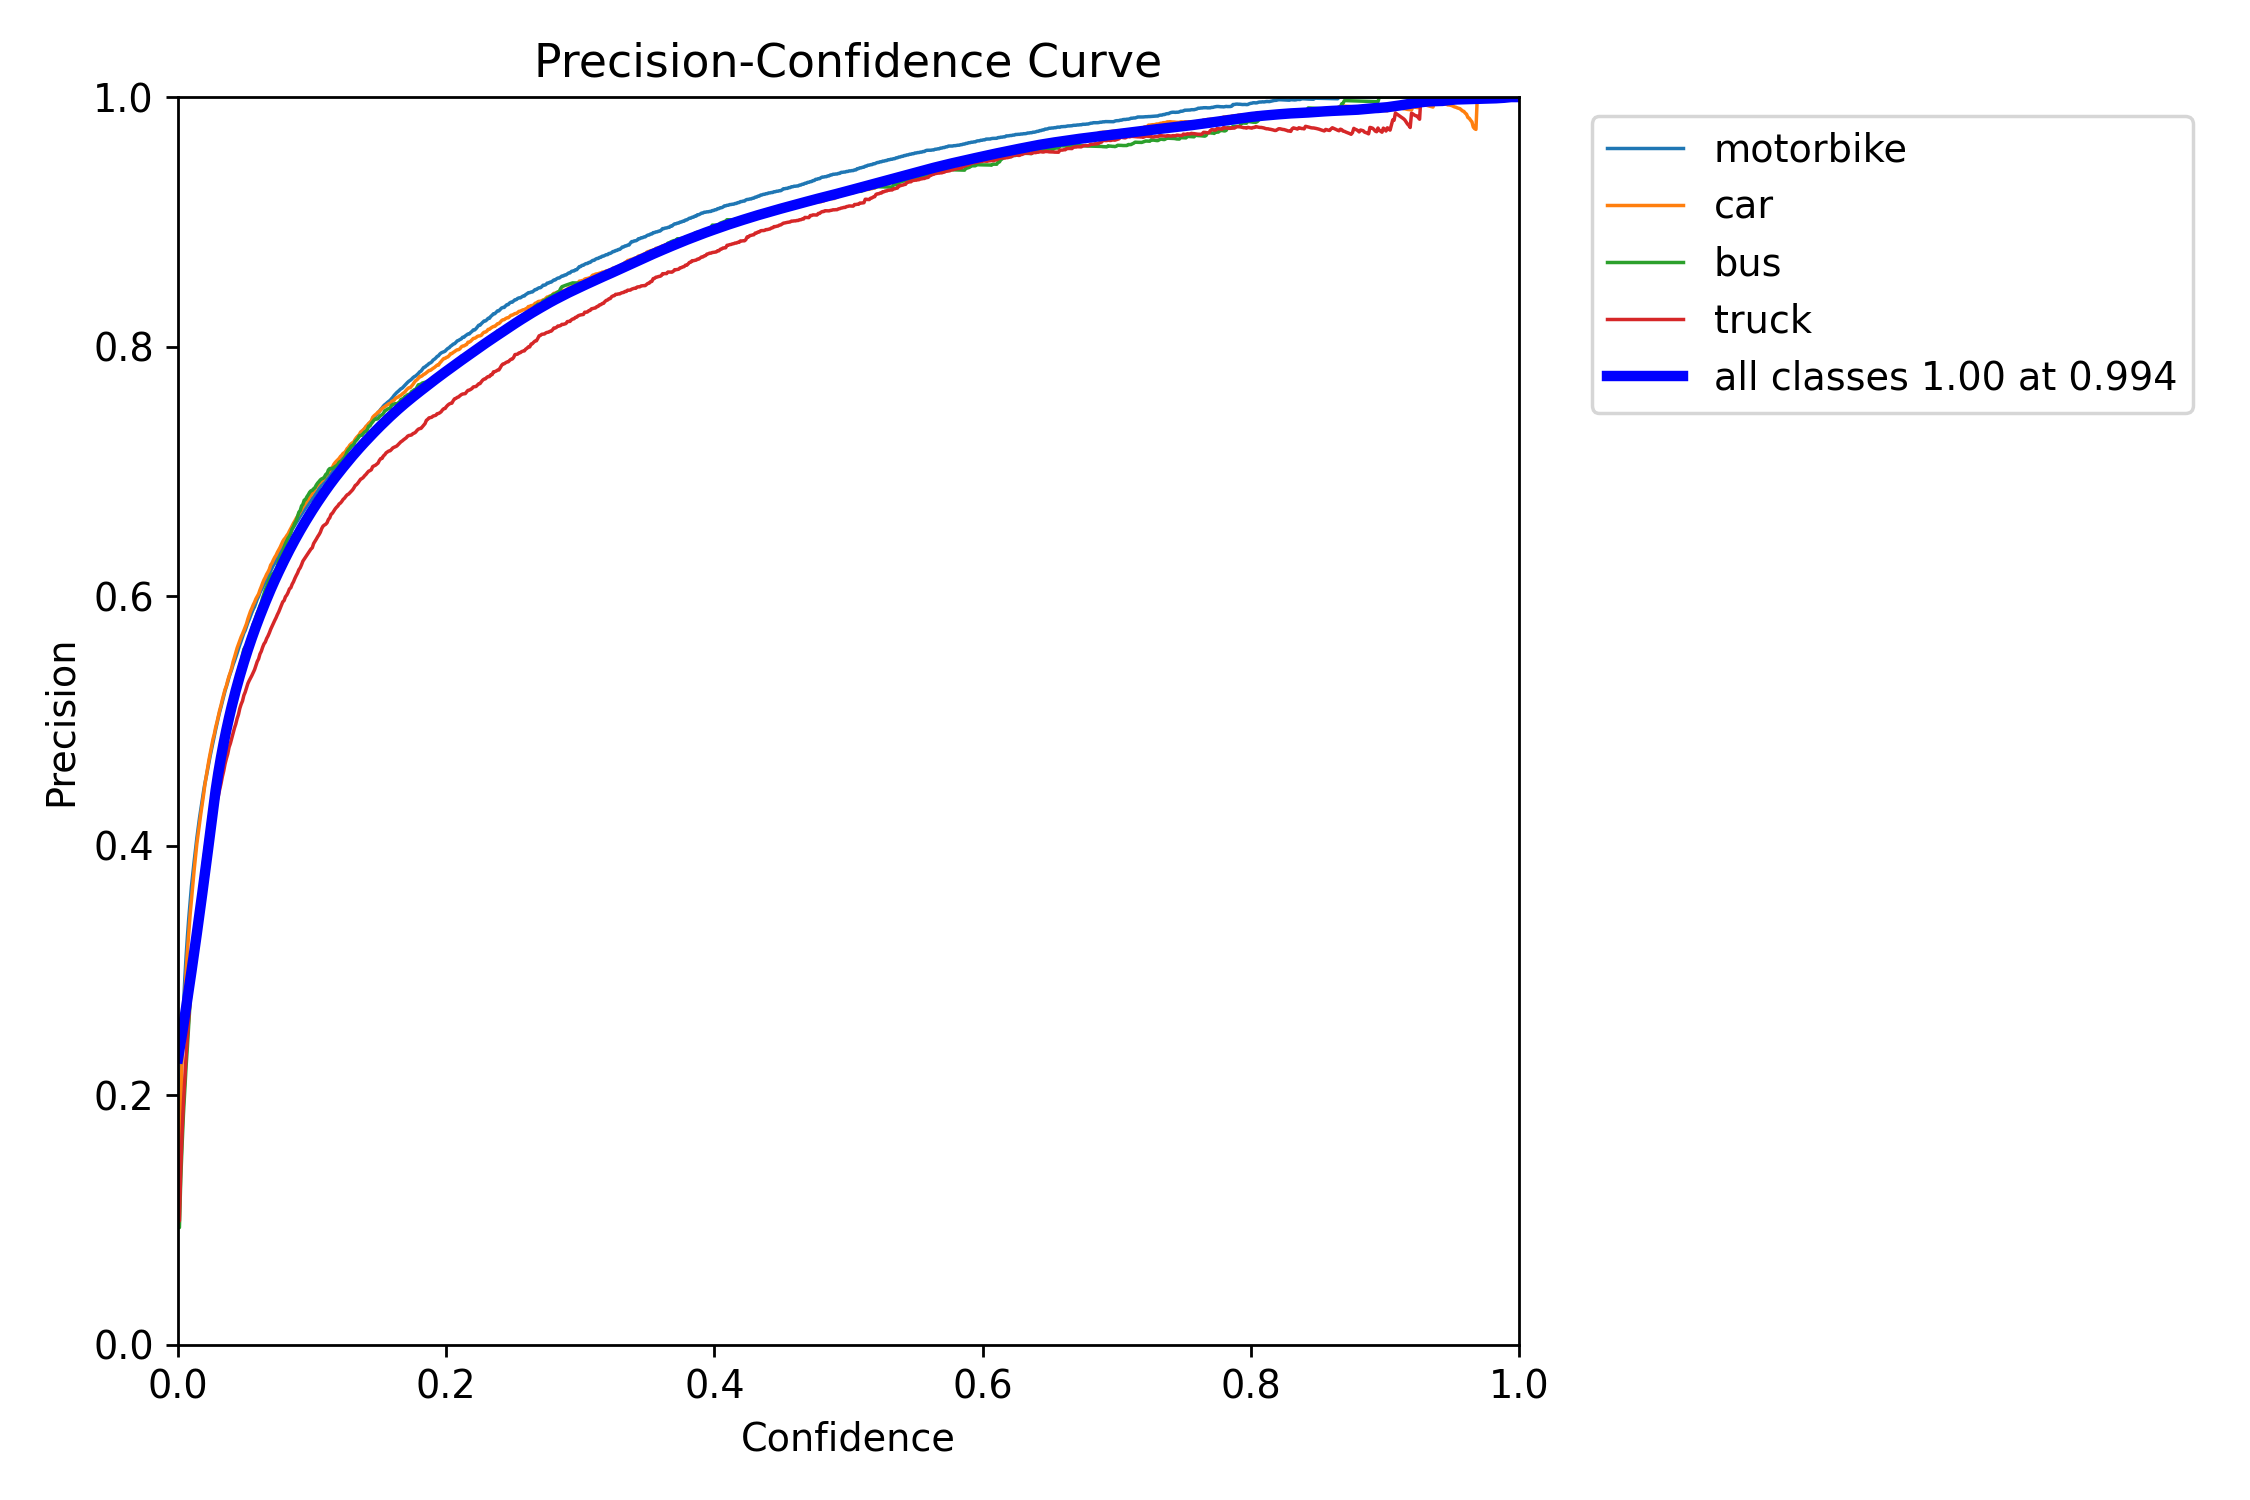 Precision-Confidence Curve
1.0
0.8
0.6
0.4
0.2
0.0
Precision
0.0 0.2 0.4 0.6 0.8 1.0
Confidence
motorbike
car
bus
truck
all classes 1.00 at 0.994